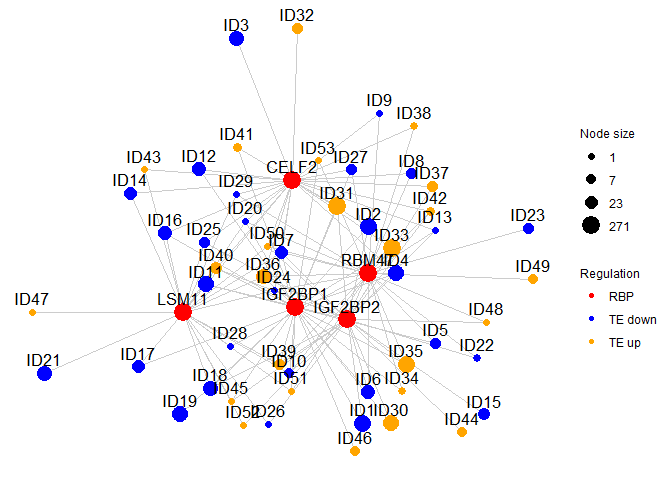 ID32
ID3
ID9
ID38
ID41
ID53
ID43
ID12
CELF2
ID27
ID8
ID37
ID14
ID29
ID31
ID42
ID16
ID20
ID2
ID13
ID23
ID25
ID50
ID7
ID33
ID40
ID36
RBM47
ID4
ID11
ID24
ID49
LSM11
IGF2BP1
IGF2BP2
ID47
ID48
ID28
ID5
ID21
ID17
ID39
ID10
ID35
ID22
ID18
ID45
ID51
ID6
ID34
ID19
ID52
ID26
ID1
ID30
ID15
ID44
ID46
Node size
1
7
23
271
Regulation
RBP
TE down
TE up